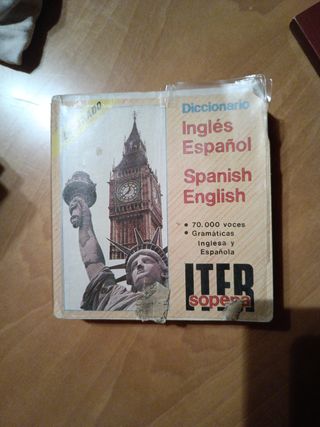 Diccionario
Inglés
Español
Spanish
English
• 70.000 voces
• Gramáticas
Inglesa y
Española
ITER
sopena